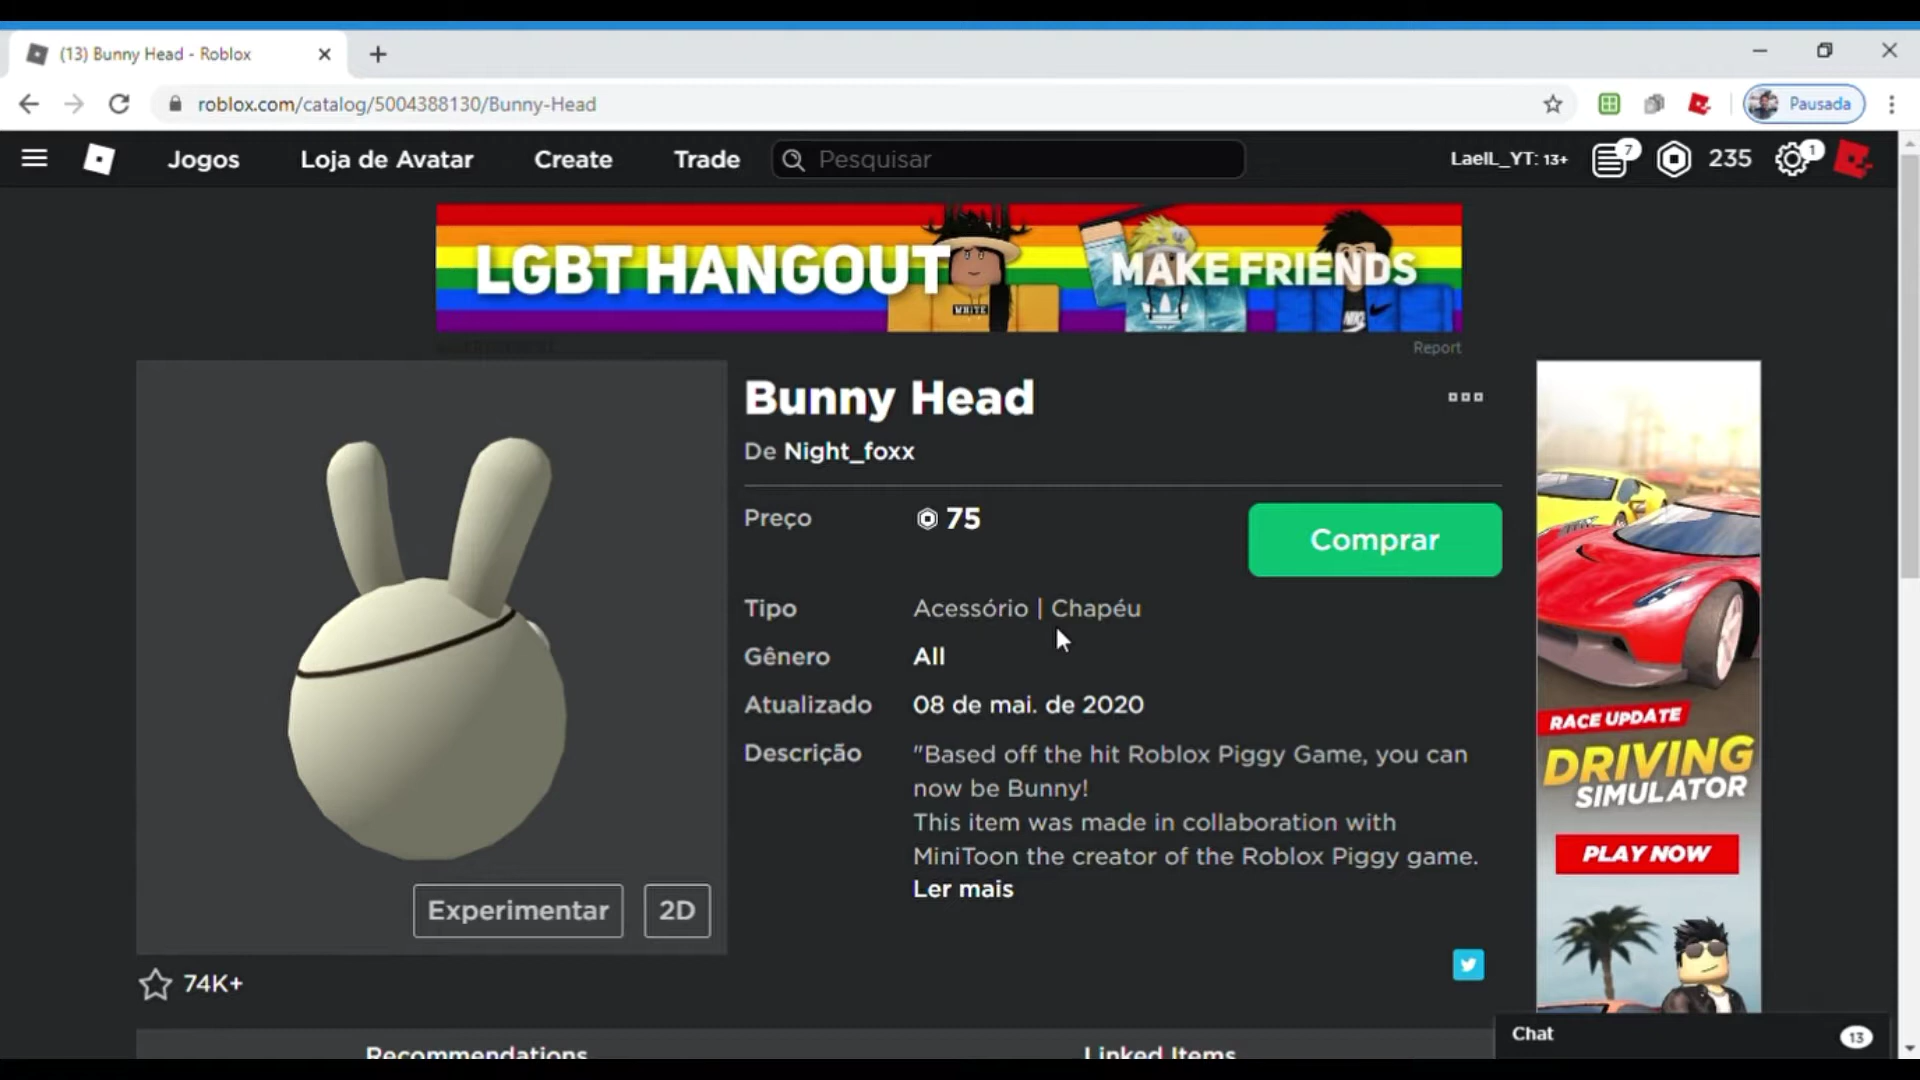 (13) Bunny Head - Roblox
roblox.com/catalog/5004388130/Bunny-Head
Pausada
Jogos
Loja de Avatar
Create
Trade
Pesquisar
LaelL_YT: 13+
7
235
1
LGBT HANGOUT
MAKE FRIENDS
WHITE
Report
Bunny Head
De Night_foxx
Preço
75
Comprar
Tipo
Acessório | Chapéu
Gênero
All
Atualizado
08 de mai. de 2020
Descrição
"Based off the hit Roblox Piggy Game, you can
now be Bunny!
This item was made in collaboration with
MiniToon the creator of the Roblox Piggy game.
Ler mais
Experimentar
2D
74K+
RACE UPDATE
DRIVING
SIMULATOR
PLAY NOW
Chat
13
Recommendations
Linked Items